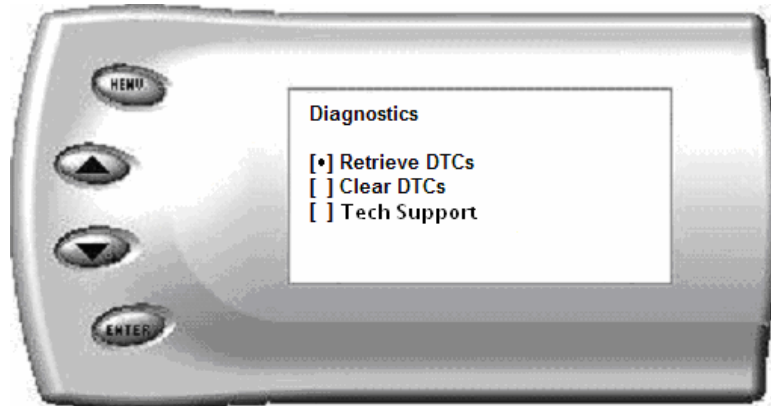 MENU
Diagnostics
[•] Retrieve DTCs
[ ] Clear DTCs
[ ] Tech Support
ENTER